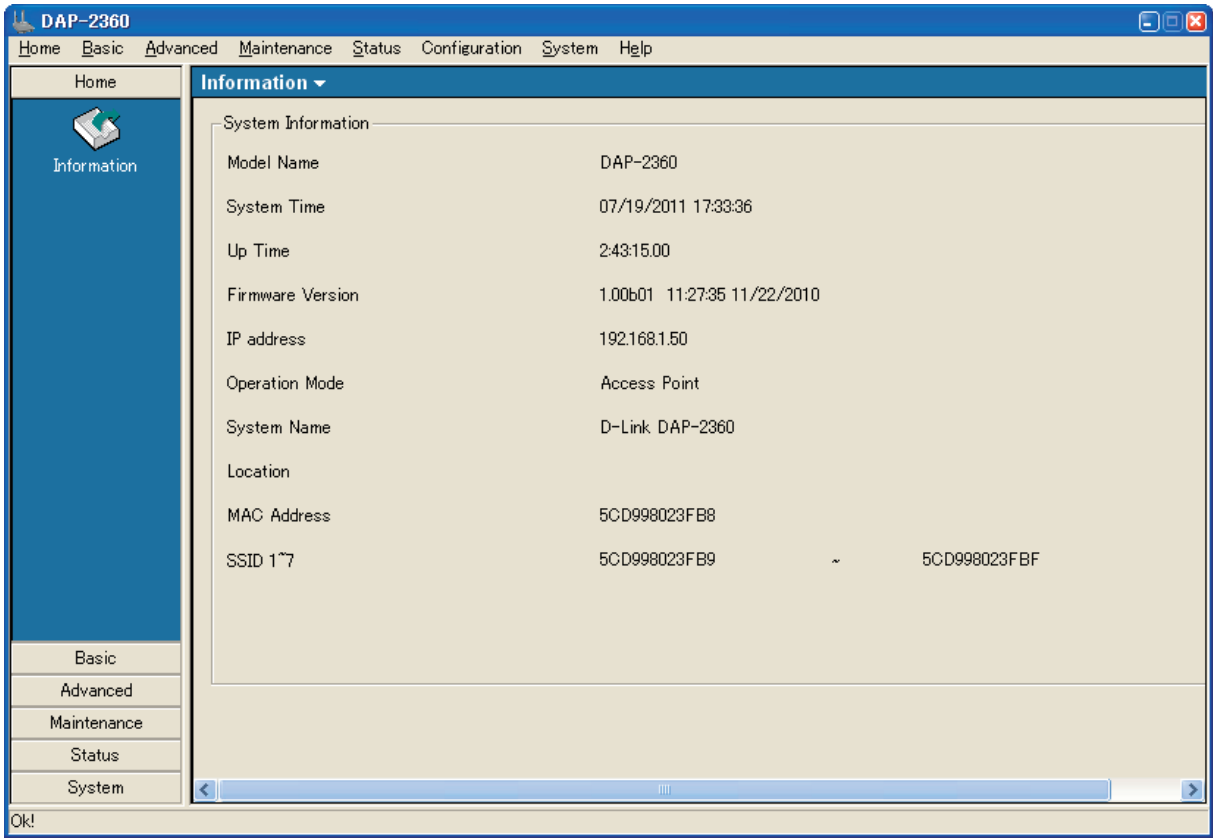 DAP-2360
Home Basic Advanced Maintenance Status Configuration System Help
Home
Information
Basic
Advanced
Maintenance
Status
System
Information
System Information
Model Name DAP-2360
System Time 07/19/2011 17:33:36
Up Time 2:43:15.00
Firmware Version 1.00b01 11:27:35 11/22/2010
IP address 192.168.1.50
Operation Mode Access Point
System Name D-Link DAP-2360
Location
MAC Address 5CD998023FB8
SSID 1~7 5CD998023FB9 ~ 5CD998023FBF
Ok!